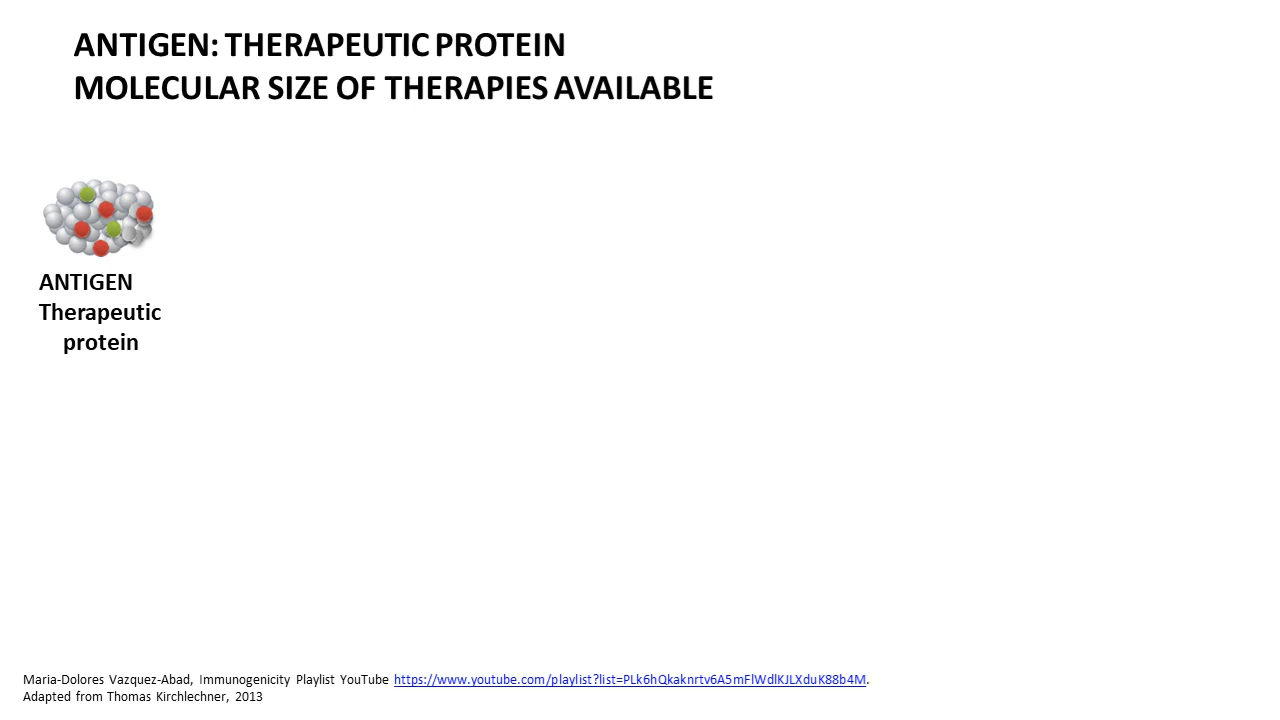 ANTIGEN: THERAPEUTIC PROTEIN
MOLECULAR SIZE OF THERAPIES AVAILABLE
ANTIGEN
Therapeutic
protein
Maria-Dolores Vazquez-Abad, Immunogenicity Playlist YouTube https://www.youtube.com/playlist?list=PLk6hQkaknrtv6A5mFlWdlKJLXduK88b4M.
Adapted from Thomas Kirchlechner, 2013